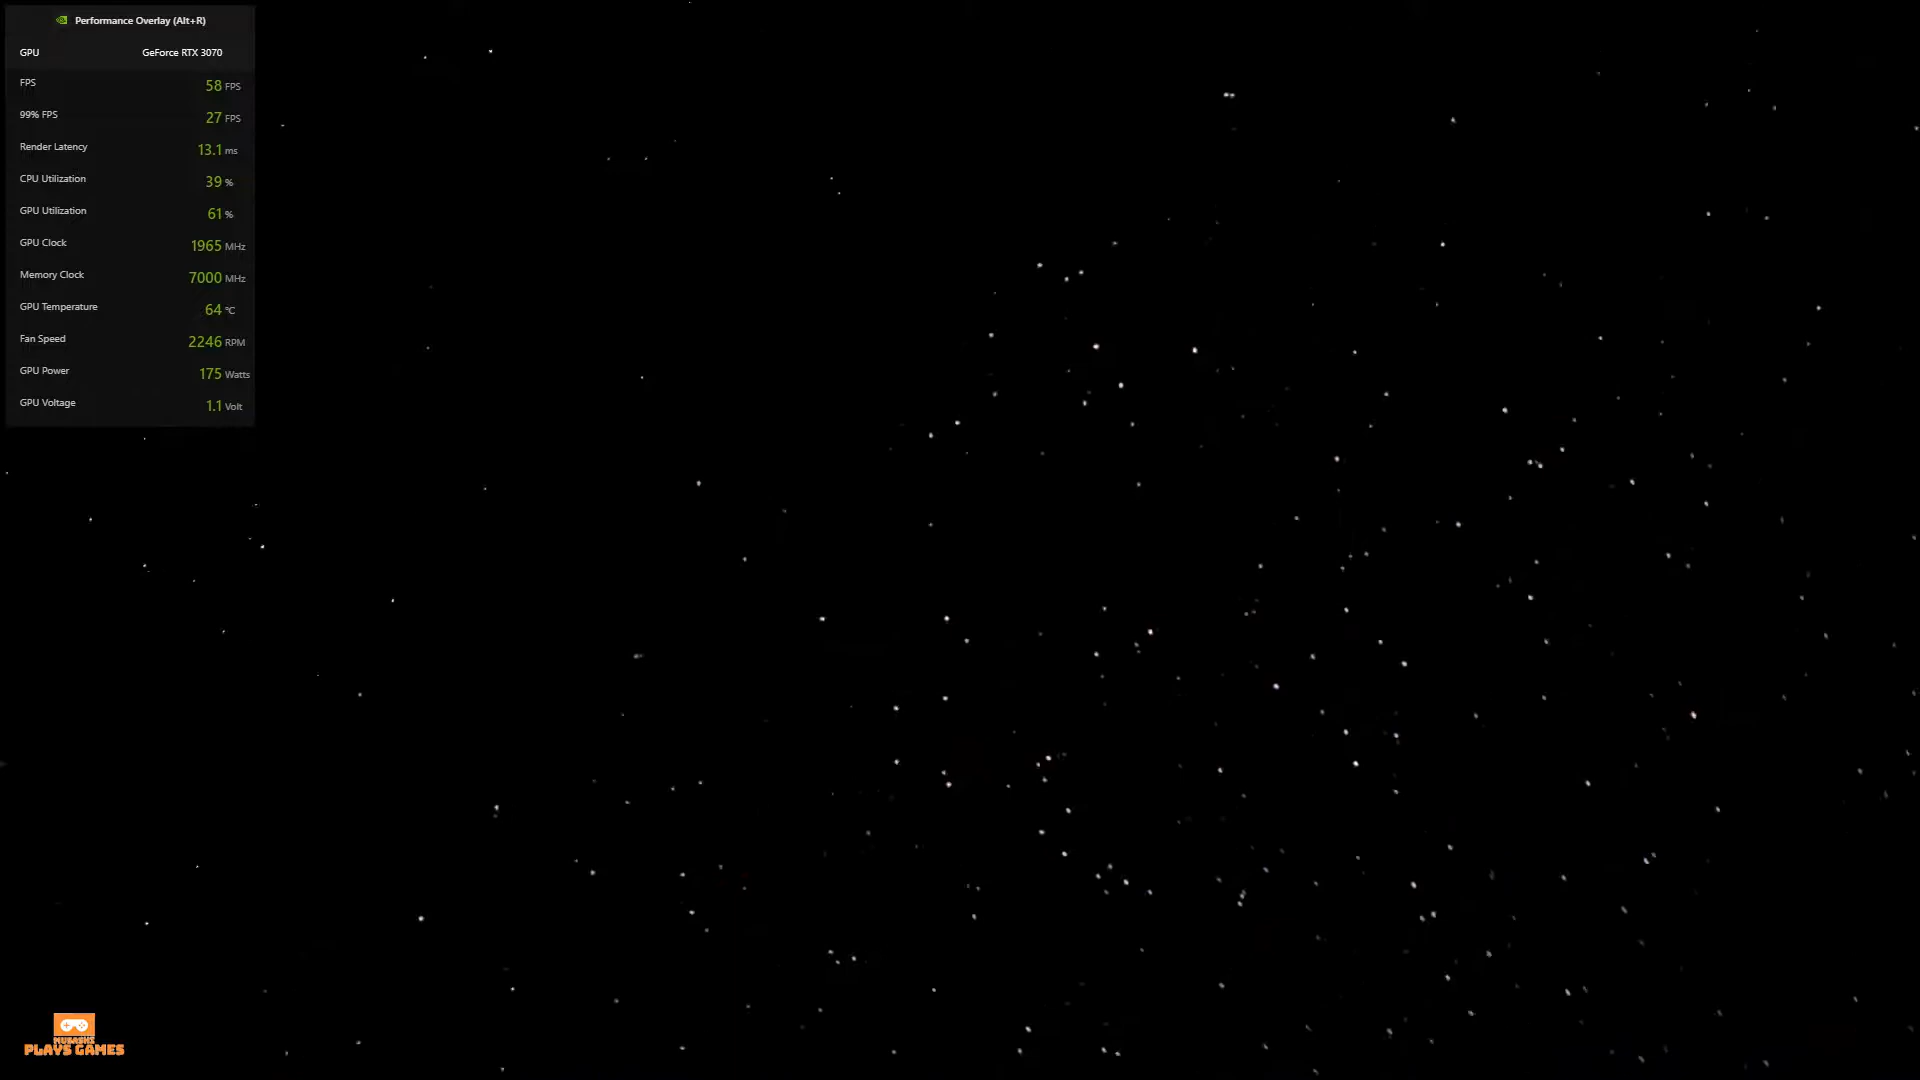 Performance Overlay (Alt+R)
GPU GeForce RTX 3070
FPS 58 FPS
99% FPS 27 FPS
Render Latency 13.1 ms
CPU Utilization 39 %
GPU Utilization 61 %
GPU Clock 1965 MHz
Memory Clock 7000 MHz
GPU Temperature 64 °C
Fan Speed 2246 RPM
GPU Power 175 Watts
GPU Voltage 1.1 Volt
MUBASHI
PLAYS GAMES